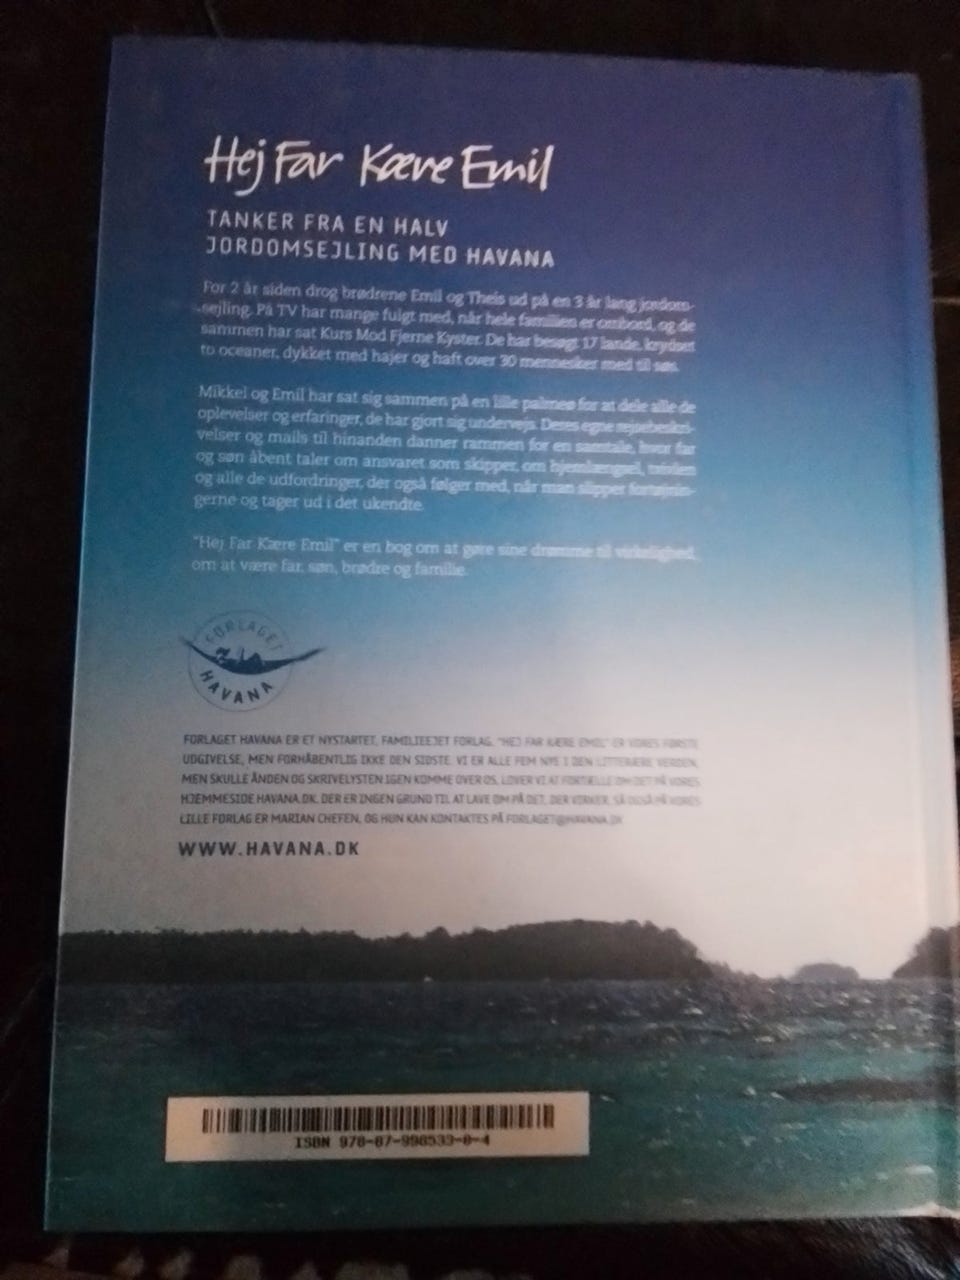 Hej Far Kære Emil
TANKER FRA EN HALV
JORDOMSEJLING MED HAVANA
For 2 år siden drog brødrene Emil og Theis ud på en 3 år lang jordom-
sejling. På TV har mange fulgt med, når hele familien er ombord, og de
sammen har sat Kurs Mod Fjerne Kyster. De har besøgt 17 lande, krydset
to oceaner, dykket med hajer og haft over 30 mennesker med til søs.
Mikkel og Emil har sat sig sammen på en lille palmeø for at dele alle de
oplevelser og erfaringer, de har gjort sig undervejs. Deres egne rejsebeskri-
velser og mails til hinanden danner rammen for en samtale, hvor far
og søn åbent taler om ansvaret som skipper, om hjemlængsel,
og alle de udfordringer, der også følger med, når man slipper fortøjnin-
gerne og tager ud i det ukendte.
"Hej Far Kære Emil" er en bog om at gøre sine drømme til virkelighed,
om at være far, søn, brødre og familie.
FORLAGET
HAVANA
FORLAGET HAVANA ER ET NYSTARTET, FAMILIEEJET FORLAG. "HEJ FAR KÆRE EMIL" ER VORES FØRSTE
UDGIVELSE, MEN FORHÅBENTLIG IKKE DEN SIDSTE. VI ER ALLE FEM NYE I DEN LITTERÆRE VERDEN,
MEN SKULLE ÅNDEN OG SKRIVELYSTEN IGEN KOMME OVER OS, LOVER VI AT FORTÆLLE OM DET PÅ VORES
HJEMMESIDE HAVANA.DK. DER ER INGEN GRUND TIL AT LAVE OM PÅ DET, DER VIRKER, SÅ OGSÅ PÅ VORES
LILLE FORLAG ER MARIAN CHEFEN, OG HUN KAN KONTAKTES PÅ FORLAGET@HAVANA.DK
WWW.HAVANA.DK
ISBN 978-87-998533-0-4